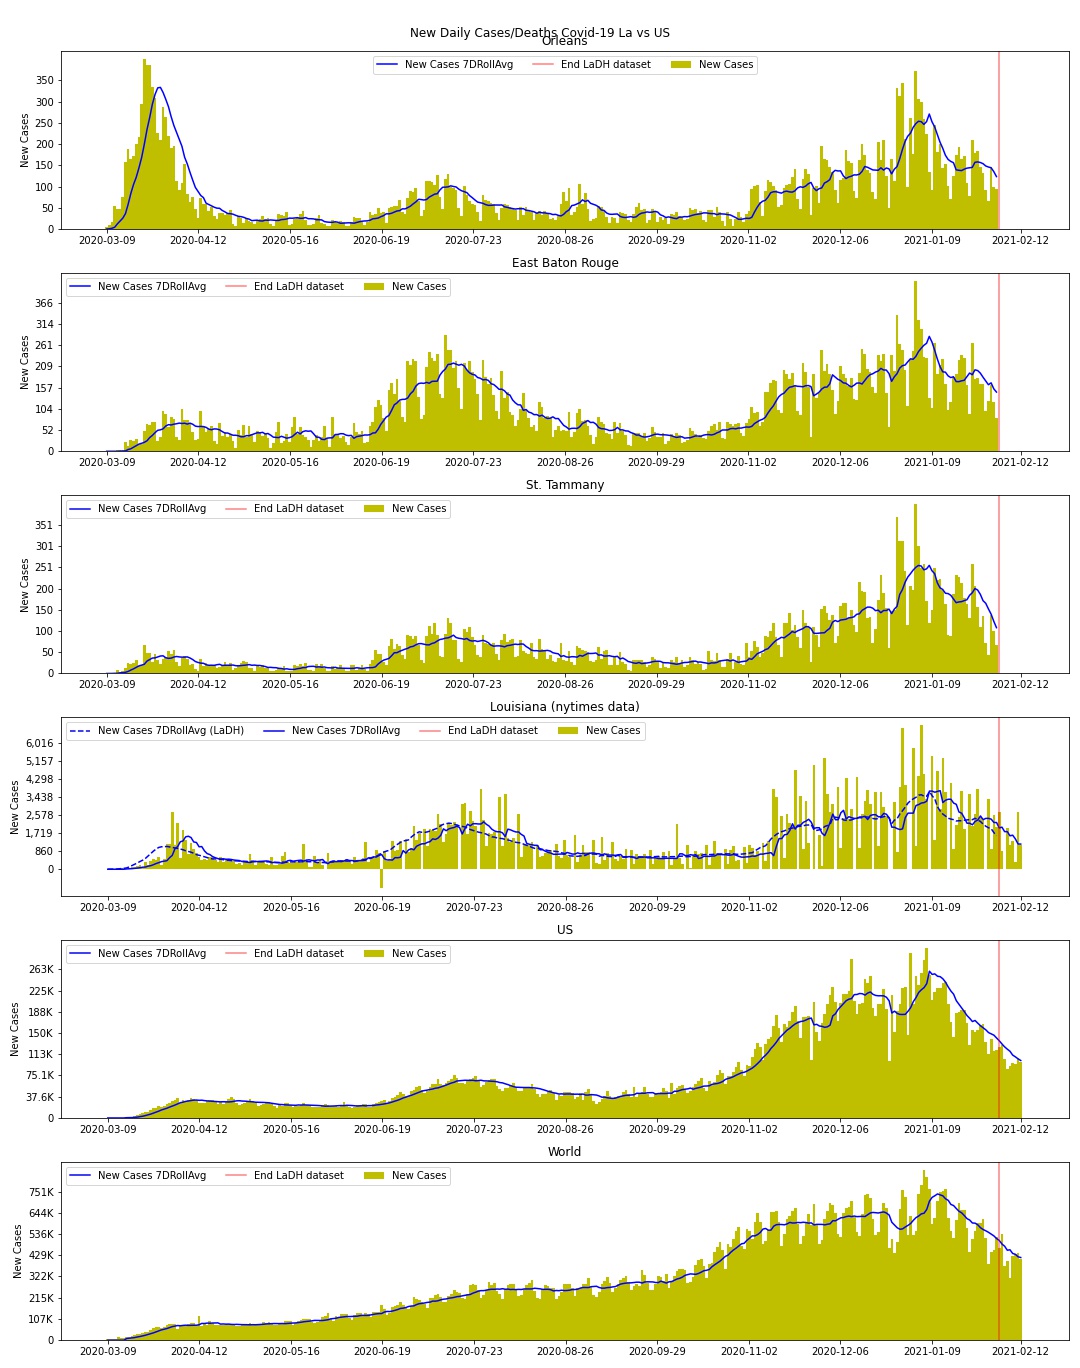 New Daily Cases/Deaths Covid-19 La vs US
Orleans
New Cases 7DRollAvg End LaDH dataset New Cases
New Cases
350
300
250
200
150
100
50
0
2020-03-09 2020-04-12 2020-05-16 2020-06-19 2020-07-23 2020-08-26 2020-09-29 2020-11-02 2020-12-06 2021-01-09 2021-02-12
East Baton Rouge
New Cases 7DRollAvg End LaDH dataset New Cases
New Cases
366
314
261
209
157
104
52
0
2020-03-09 2020-04-12 2020-05-16 2020-06-19 2020-07-23 2020-08-26 2020-09-29 2020-11-02 2020-12-06 2021-01-09 2021-02-12
St. Tammany
New Cases 7DRollAvg End LaDH dataset New Cases
New Cases
351
301
251
200
150
100
50
0
2020-03-09 2020-04-12 2020-05-16 2020-06-19 2020-07-23 2020-08-26 2020-09-29 2020-11-02 2020-12-06 2021-01-09 2021-02-12
Louisiana (nytimes data)
New Cases 7DRollAvg (LaDH) New Cases 7DRollAvg End LaDH dataset New Cases
New Cases
6,016
5,157
4,298
3,438
2,578
1,719
860
0
2020-03-09 2020-04-12 2020-05-16 2020-06-19 2020-07-23 2020-08-26 2020-09-29 2020-11-02 2020-12-06 2021-01-09 2021-02-12
US
New Cases 7DRollAvg End LaDH dataset New Cases
New Cases
263K
225K
188K
150K
113K
75.1K
37.6K
0
2020-03-09 2020-04-12 2020-05-16 2020-06-19 2020-07-23 2020-08-26 2020-09-29 2020-11-02 2020-12-06 2021-01-09 2021-02-12
World
New Cases 7DRollAvg End LaDH dataset New Cases
New Cases
751K
644K
536K
429K
322K
215K
107K
0
2020-03-09 2020-04-12 2020-05-16 2020-06-19 2020-07-23 2020-08-26 2020-09-29 2020-11-02 2020-12-06 2021-01-09 2021-02-12